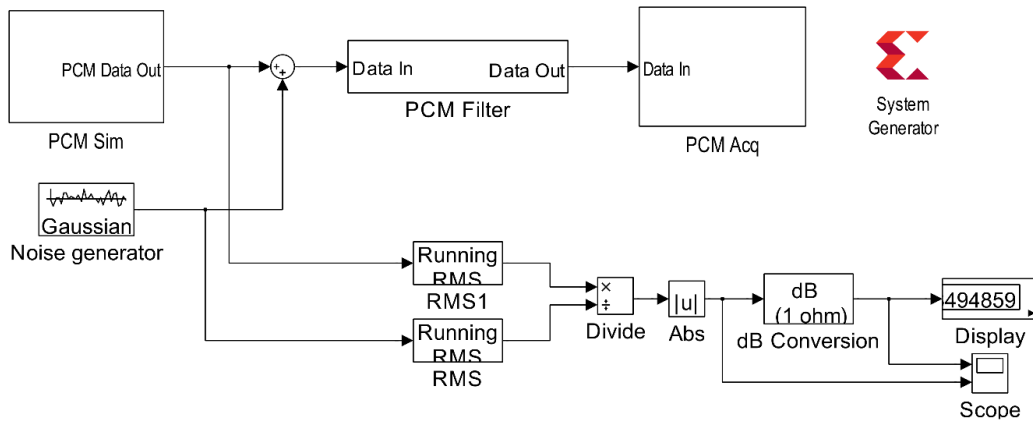 PCM Data Out
PCM Sim
+
+
Data In Data Out
PCM Filter
Data In
PCM Acq
System
Generator
Gaussian
Noise generator
Running
RMS
RMS1
Running
RMS
RMS
×
÷
Divide
|u|
Abs
dB
(1 ohm)
dB Conversion
494859
Display
Scope